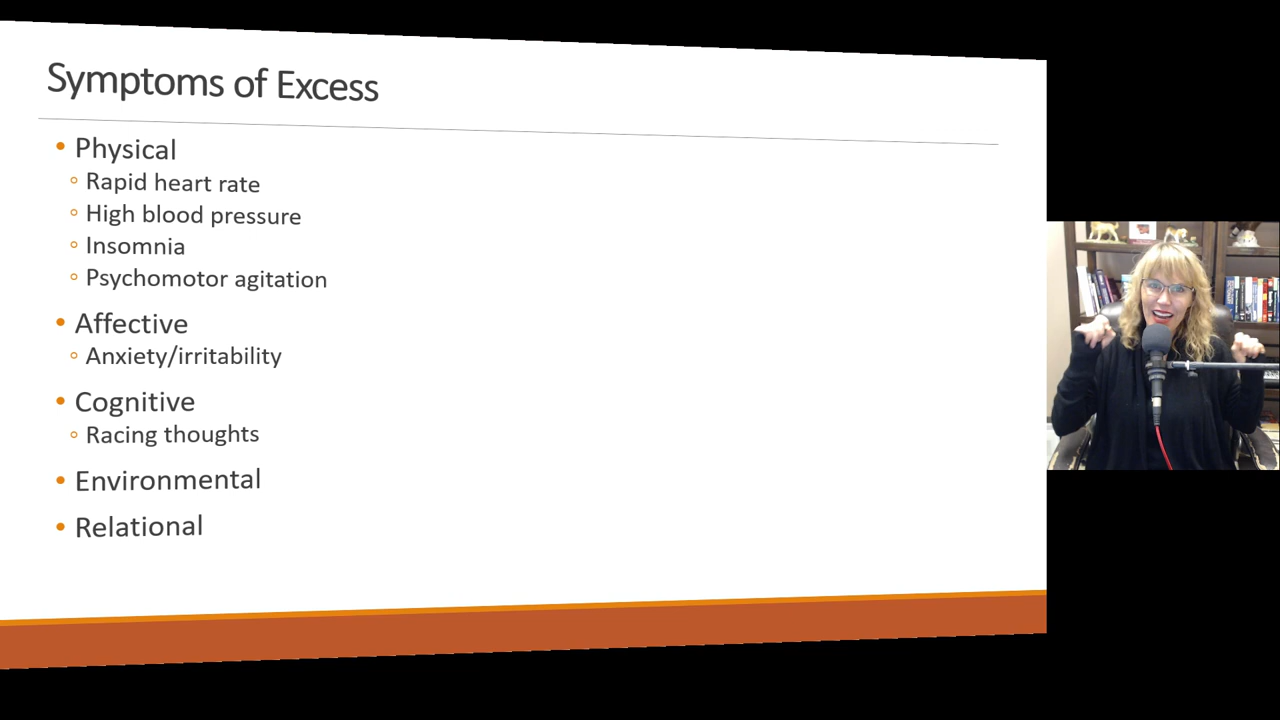 Symptoms of Excess
• Physical
◦ Rapid heart rate
◦ High blood pressure
◦ Insomnia
◦ Psychomotor agitation
• Affective
◦ Anxiety/irritability
• Cognitive
◦ Racing thoughts
• Environmental
• Relational